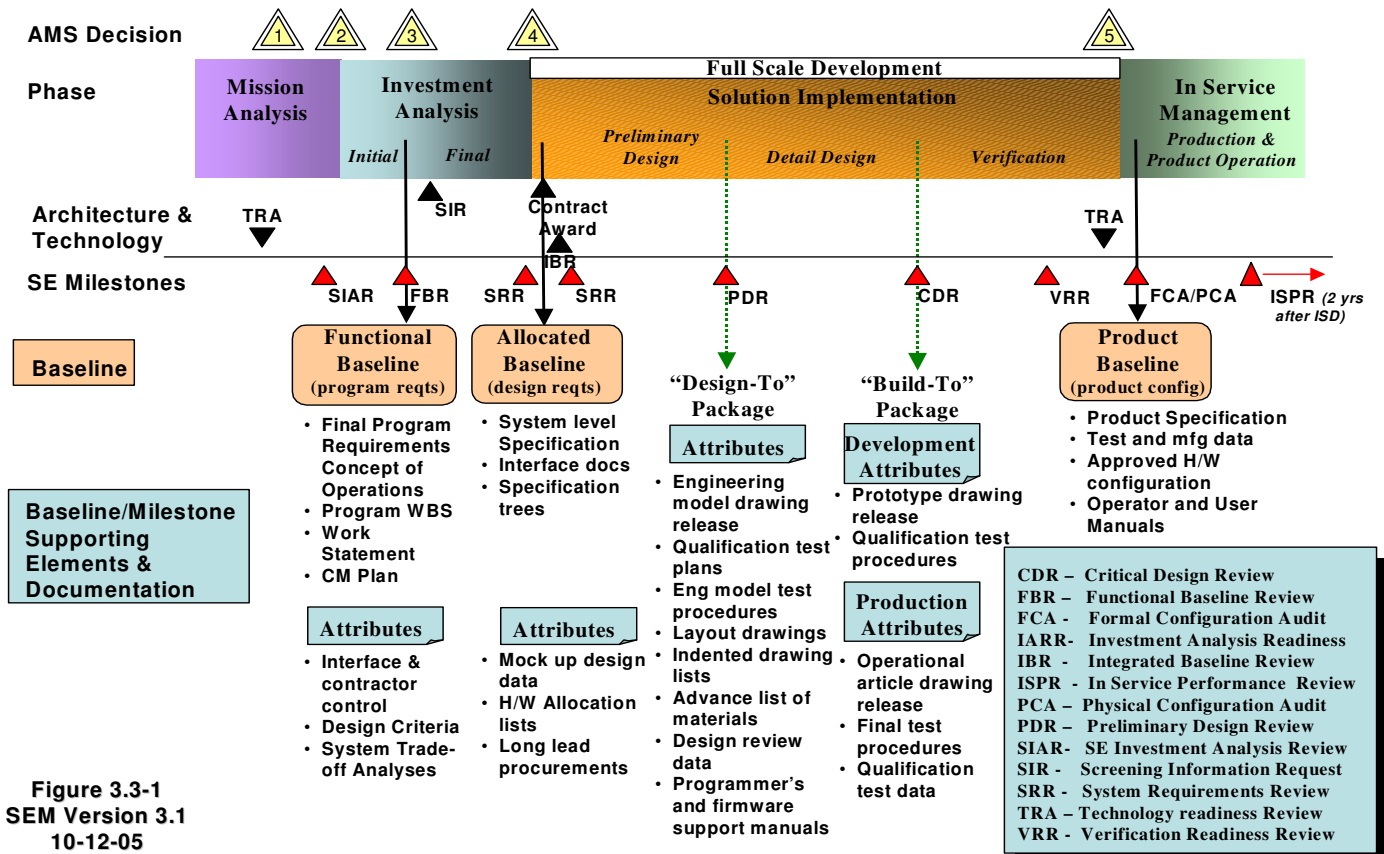 AMS Decision
1
2
3
4
5
Phase
Mission
Analysis
Investment
Analysis
Initial
Final
Full Scale Development
Solution Implementation
Preliminary
Design
Detail Design
Verification
In Service
Management
Production &
Product Operation
Architecture &
Technology
TRA
SIR
Contract
Award
IBR
TRA
SE Milestones
SIAR
FBR
SRR
SRR
PDR
CDR
VRR
FCA/PCA
ISPR (2 yrs
after ISD)
Baseline
Functional
Baseline
(program reqts)
Allocated
Baseline
(design reqts)
“Design-To”
Package
“Build-To”
Package
Product
Baseline
(product config)
Baseline/Milestone
Supporting
Elements &
Documentation
• Final Program
Requirements
Concept of
Operations
• Program WBS
• Work
Statement
• CM Plan
Attributes
• Interface &
contractor
control
• Design Criteria
• System Trade-
off Analyses
• System level
Specification
• Interface docs
• Specification
trees
Attributes
• Mock up design
data
• H/W Allocation
lists
• Long lead
procurements
Attributes
• Engineering
model drawing
release
• Qualification test
plans
• Eng model test
procedures
• Layout drawings
• Indented drawing
lists
• Advance list of
materials
• Design review
data
• Programmer’s
and firmware
support manuals
Development
Attributes
• Prototype drawing
release
• Qualification test
procedures
Production
Attributes
• Operational
article drawing
release
• Final test
procedures
• Qualification
test data
• Product Specification
• Test and mfg data
• Approved H/W
configuration
• Operator and User
Manuals
CDR – Critical Design Review
FBR – Functional Baseline Review
FCA - Formal Configuration Audit
IARR- Investment Analysis Readiness
IBR - Integrated Baseline Review
ISPR - In Service Performance Review
PCA - Physical Configuration Audit
PDR – Preliminary Design Review
SIAR- SE Investment Analysis Review
SIR - Screening Information Request
SRR - System Requirements Review
TRA – Technology readiness Review
VRR - Verification Readiness Review
Figure 3.3-1
SEM Version 3.1
10-12-05